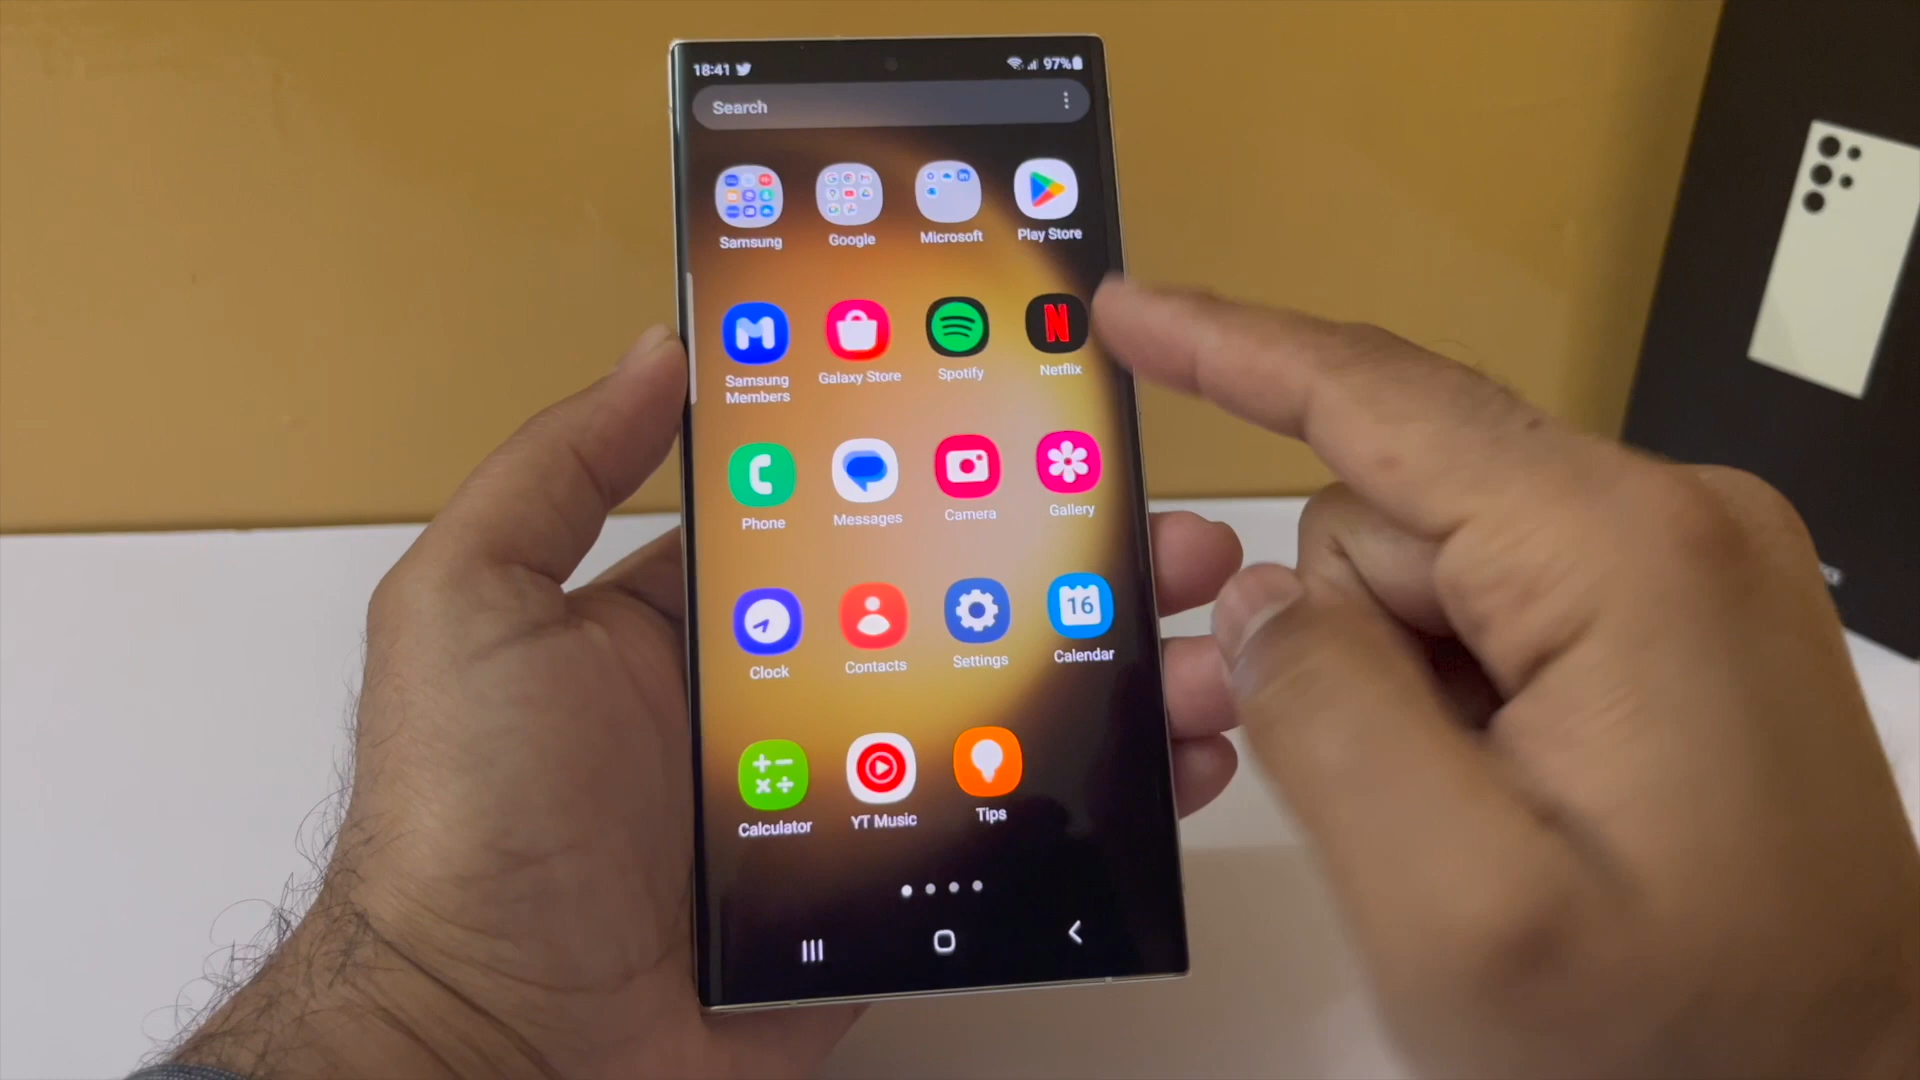 18:41
97%
Search
Samsung
Google
Microsoft
Play Store
Samsung
Members
Galaxy Store
Spotify
Netflix
Phone
Messages
Camera
Gallery
16
Clock
Contacts
Settings
Calendar
Calculator
YT Music
Tips